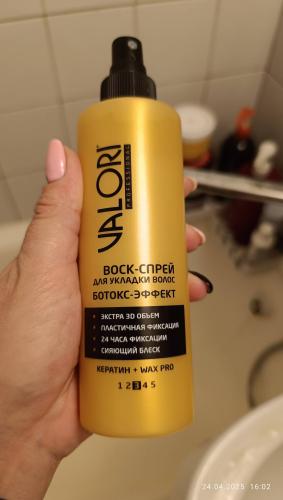 VALORI
PROFESSIONAL
ВОСК-СПРЕЙ
ДЛЯ УКЛАДКИ ВОЛОС
БОТОКС-ЭФФЕКТ
ЭКСТРА 3D ОБЪЕМ
ПЛАСТИЧНАЯ ФИКСАЦИЯ
24 ЧАСА ФИКСАЦИИ
СИЯЮЩИЙ БЛЕСК
КЕРАТИН + WAX PRO
1 2 3 4 5
24.04.2025 16:02